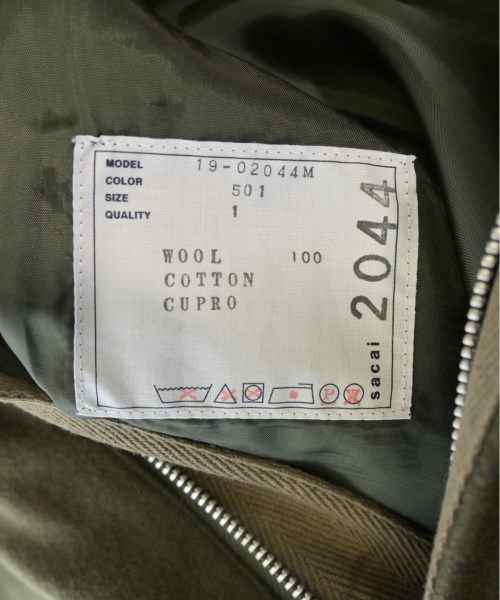 MODEL 19-02044M
COLOR 501
SIZE 1
QUALITY
WOOL 100
COTTON
CUPRO
sacai 2044
P W